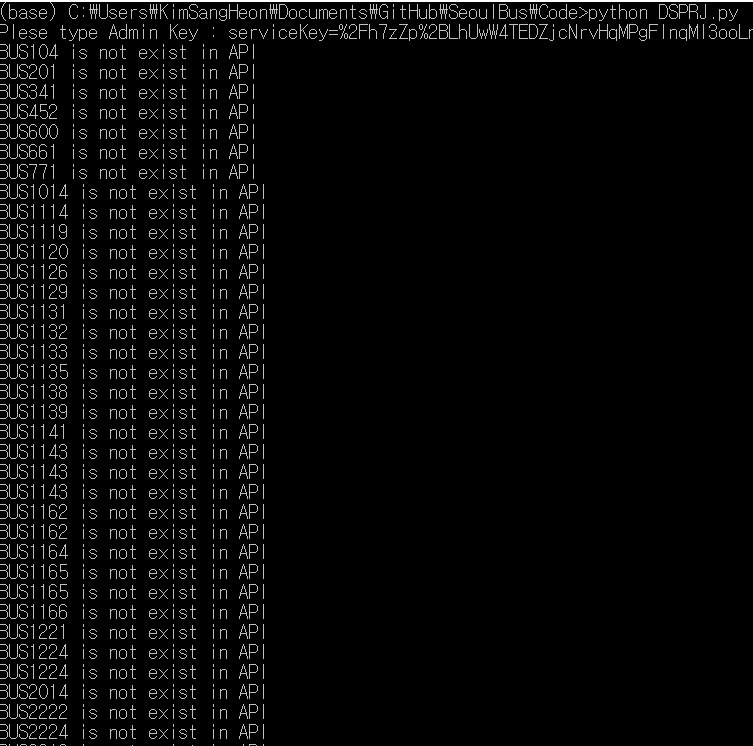 (base) C:₩Users₩KimSangHeon₩Documents₩GitHub₩SeoulBus₩Code>python DSPRJ.py
Plese type Admin Key : serviceKey=%2Fh7zZp%2BLhUwW4TEDZjcNrvHqMPgFlnqMl3ooLr
BUS104 is not exist in API
BUS201 is not exist in API
BUS341 is not exist in API
BUS452 is not exist in API
BUS600 is not exist in API
BUS661 is not exist in API
BUS771 is not exist in API
BUS1014 is not exist in API
BUS1114 is not exist in API
BUS1119 is not exist in API
BUS1120 is not exist in API
BUS1126 is not exist in API
BUS1129 is not exist in API
BUS1131 is not exist in API
BUS1132 is not exist in API
BUS1133 is not exist in API
BUS1135 is not exist in API
BUS1138 is not exist in API
BUS1139 is not exist in API
BUS1141 is not exist in API
BUS1143 is not exist in API
BUS1143 is not exist in API
BUS1143 is not exist in API
BUS1162 is not exist in API
BUS1162 is not exist in API
BUS1164 is not exist in API
BUS1165 is not exist in API
BUS1165 is not exist in API
BUS1166 is not exist in API
BUS1221 is not exist in API
BUS1224 is not exist in API
BUS1224 is not exist in API
BUS2014 is not exist in API
BUS2222 is not exist in API
BUS2224 is not exist in API